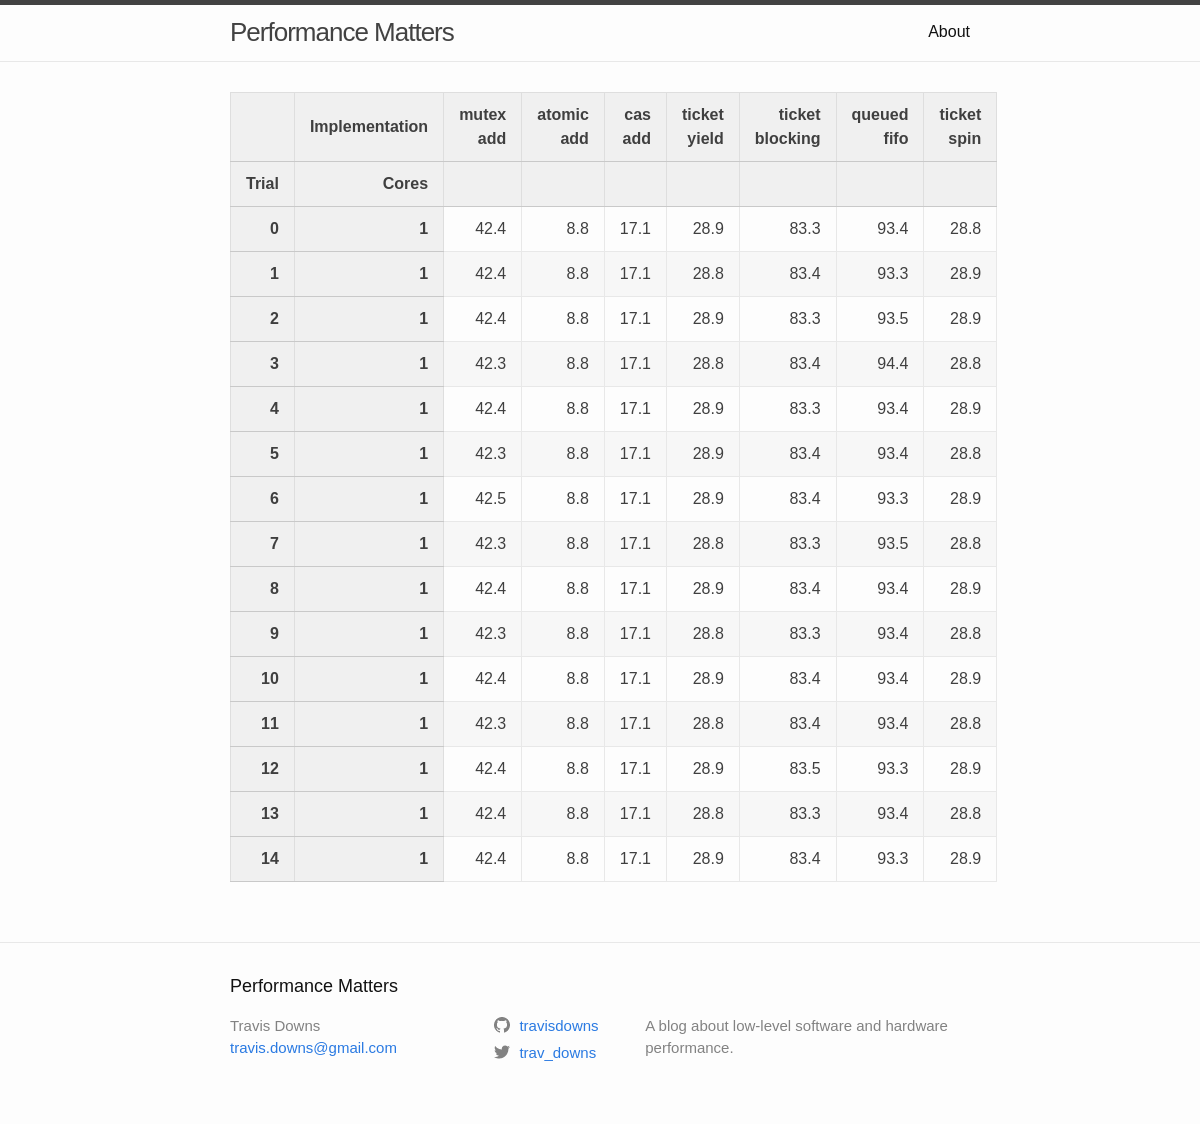 Performance Matters About
Implementation mutex add atomic add cas add ticket yield ticket blocking queued fifo ticket spin
Trial Cores
0 1 42.4 8.8 17.1 28.9 83.3 93.4 28.8
1 1 42.4 8.8 17.1 28.8 83.4 93.3 28.9
2 1 42.4 8.8 17.1 28.9 83.3 93.5 28.9
3 1 42.3 8.8 17.1 28.8 83.4 94.4 28.8
4 1 42.4 8.8 17.1 28.9 83.3 93.4 28.9
5 1 42.3 8.8 17.1 28.9 83.4 93.4 28.8
6 1 42.5 8.8 17.1 28.9 83.4 93.3 28.9
7 1 42.3 8.8 17.1 28.8 83.3 93.5 28.8
8 1 42.4 8.8 17.1 28.9 83.4 93.4 28.9
9 1 42.3 8.8 17.1 28.8 83.3 93.4 28.8
10 1 42.4 8.8 17.1 28.9 83.4 93.4 28.9
11 1 42.3 8.8 17.1 28.8 83.4 93.4 28.8
12 1 42.4 8.8 17.1 28.9 83.5 93.3 28.9
13 1 42.4 8.8 17.1 28.8 83.3 93.4 28.8
14 1 42.4 8.8 17.1 28.9 83.4 93.3 28.9
Performance Matters
Travis Downs
travis.downs@gmail.com
travisdowns
trav_downs
A blog about low-level software and hardware
performance.